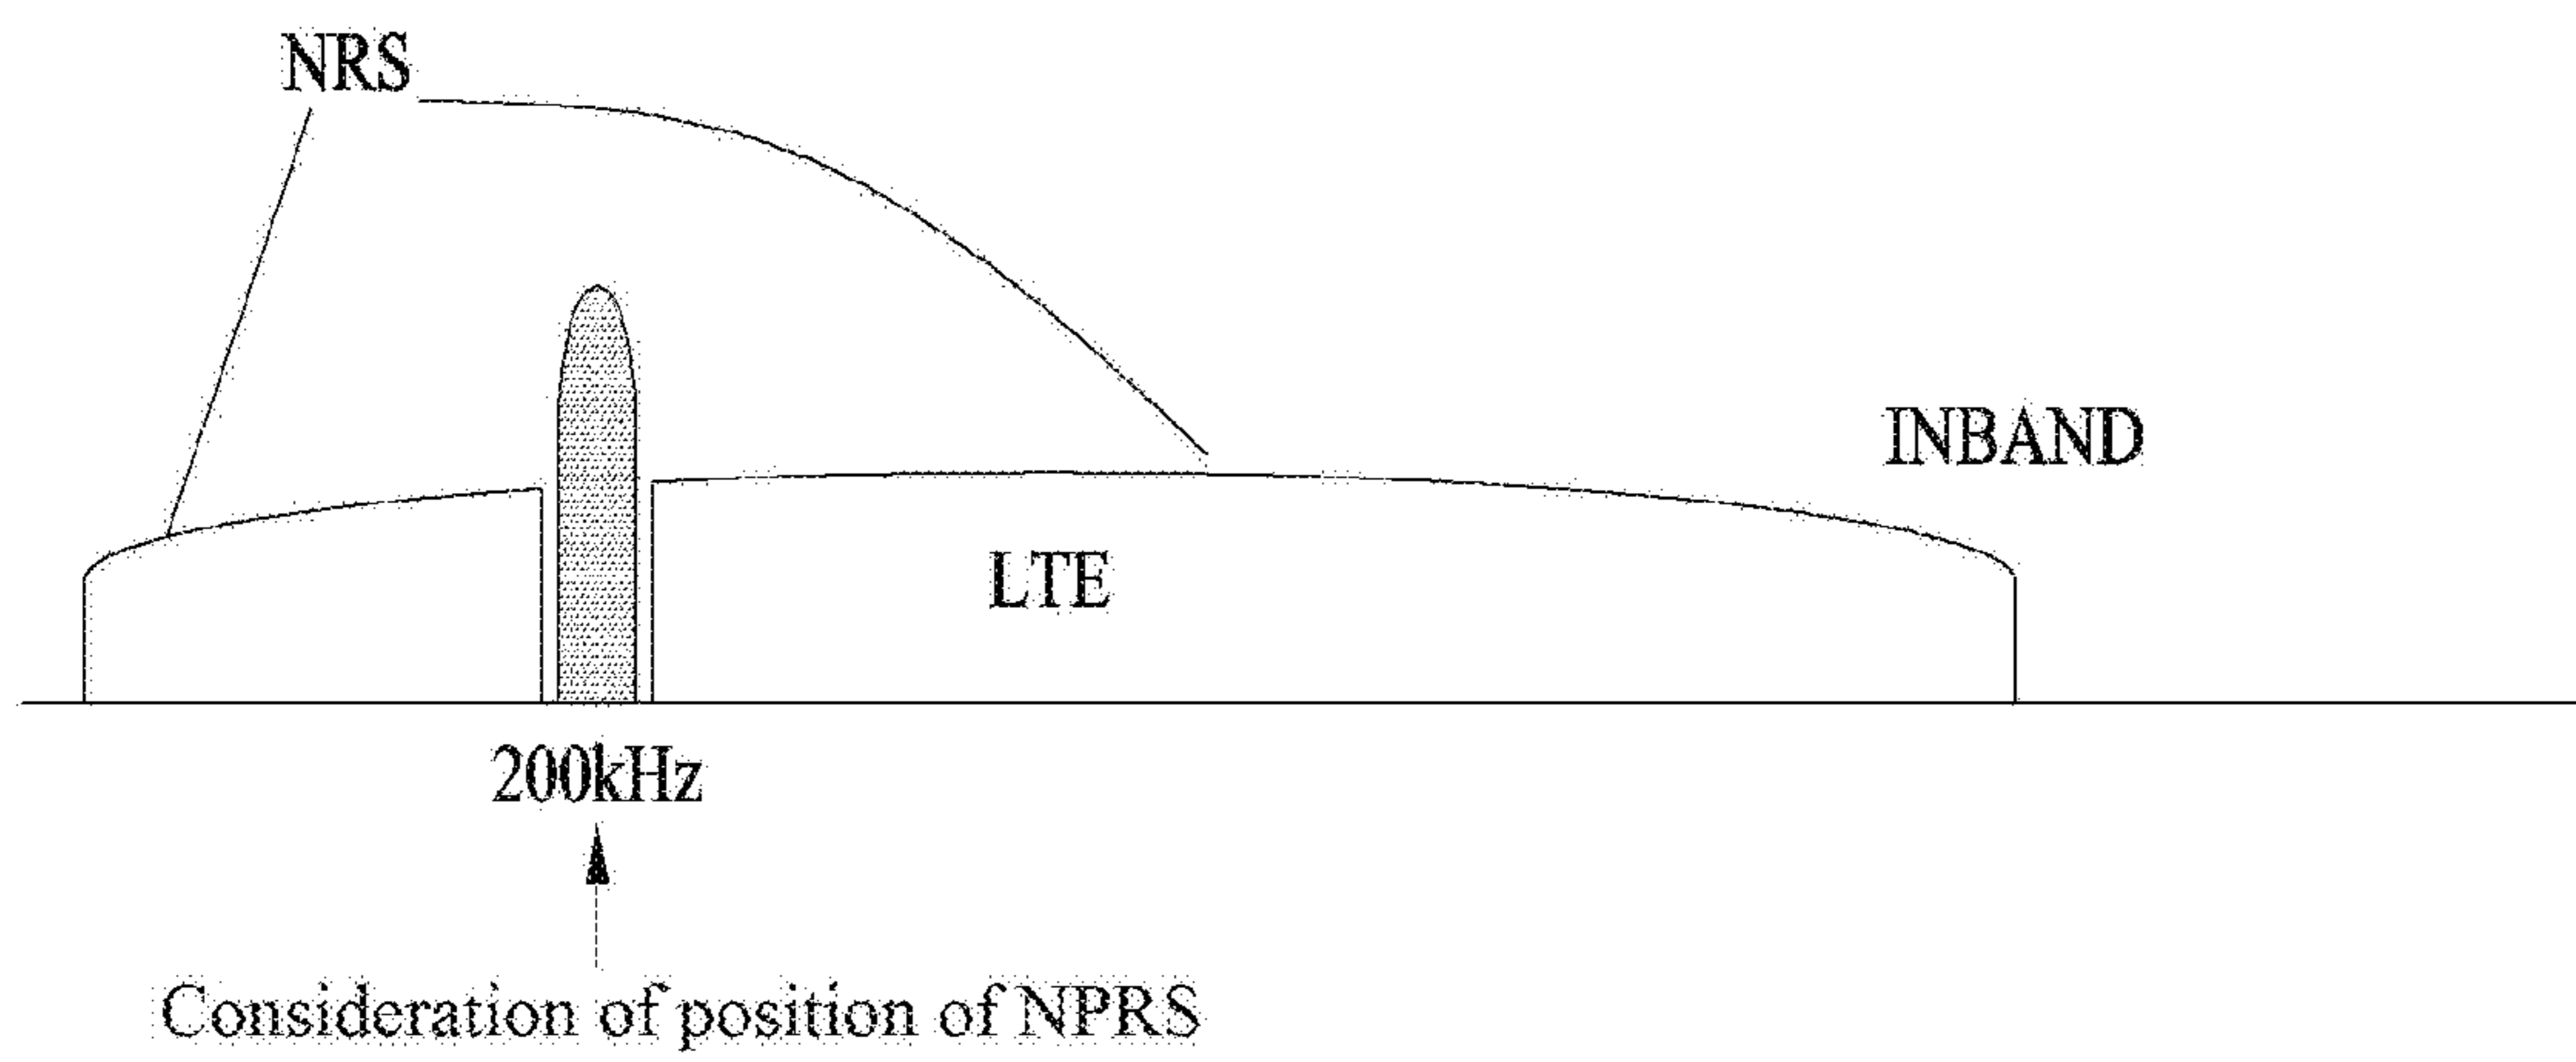 NRS
INBAND
LTE
200kHz
Consideration of position of NPRS